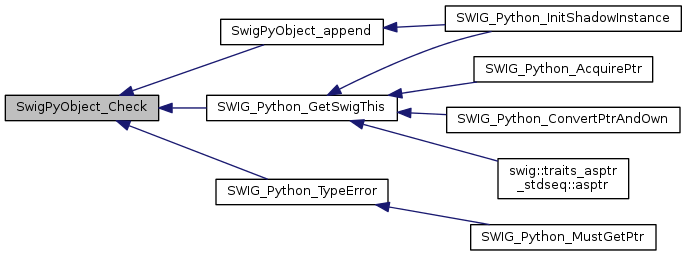 SwigPyObject_append
SWIG_Python_InitShadowInstance
SWIG_Python_AcquirePtr
SwigPyObject_Check
SWIG_Python_GetSwigThis
SWIG_Python_ConvertPtrAndOwn
swig::traits_asptr
_stdseq::asptr
SWIG_Python_TypeError
SWIG_Python_MustGetPtr